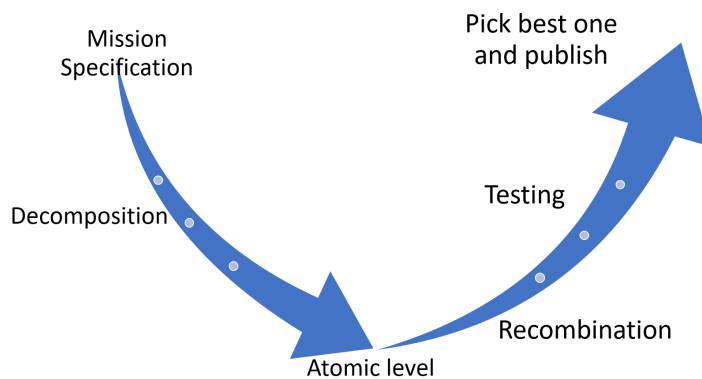 Mission
Specification
Decomposition
Atomic level
Recombination
Testing
Pick best one
and publish